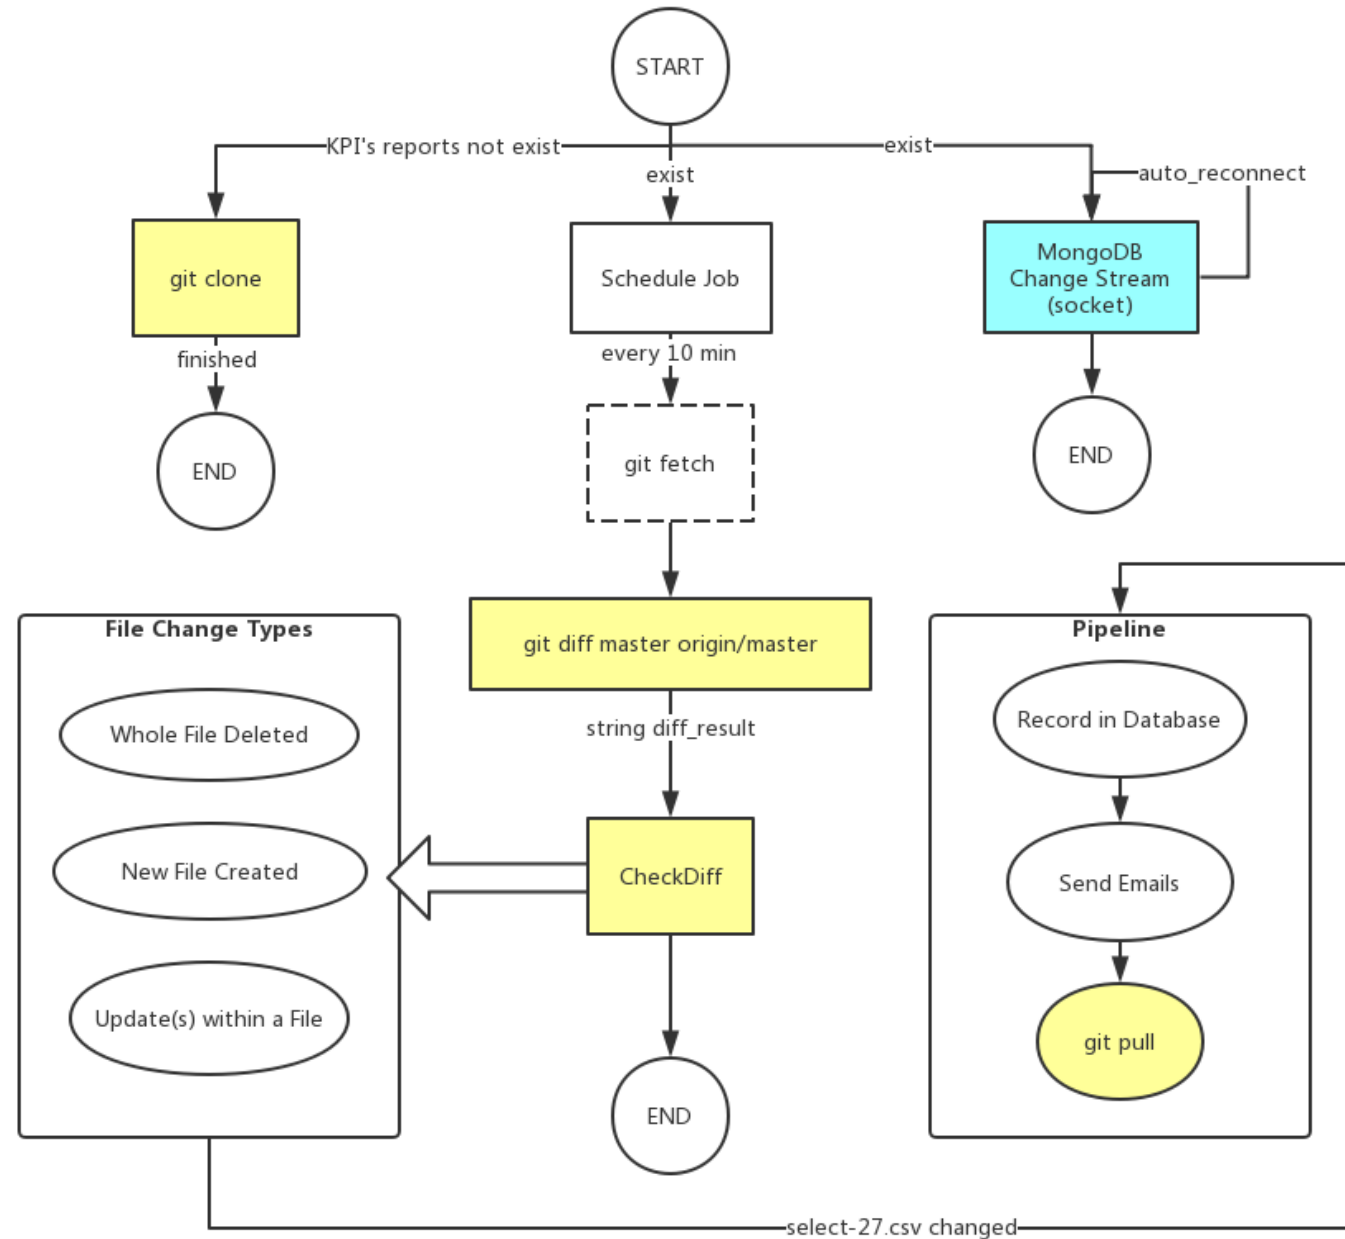 START
KPI's reports not exist
exist
exist
auto_reconnect
git clone
Schedule Job
MongoDB
Change Stream
(socket)
finished
every 10 min
END
git fetch
END
File Change Types
git diff master origin/master
Pipeline
Whole File Deleted
string diff_result
Record in Database
New File Created
CheckDiff
Send Emails
Update(s) within a File
git pull
END
select-27.csv changed